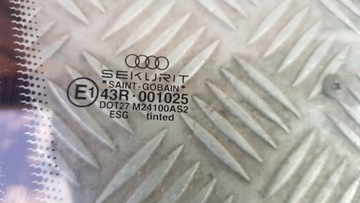 SEKURIT
"SAINT-GOBAIN"
E1 43R-001025
DOT27 M24100AS2
ESG tinted